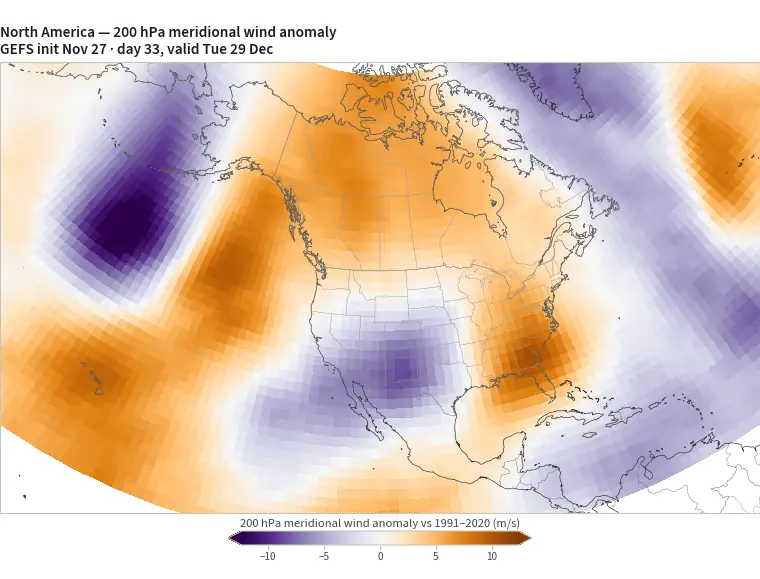 North America — 200 hPa meridional wind anomaly
GEFS init Nov 27 · day 33, valid Tue 29 Dec
200 hPa meridional wind anomaly vs 1991–2020 (m/s)
−10 −5 0 5 10